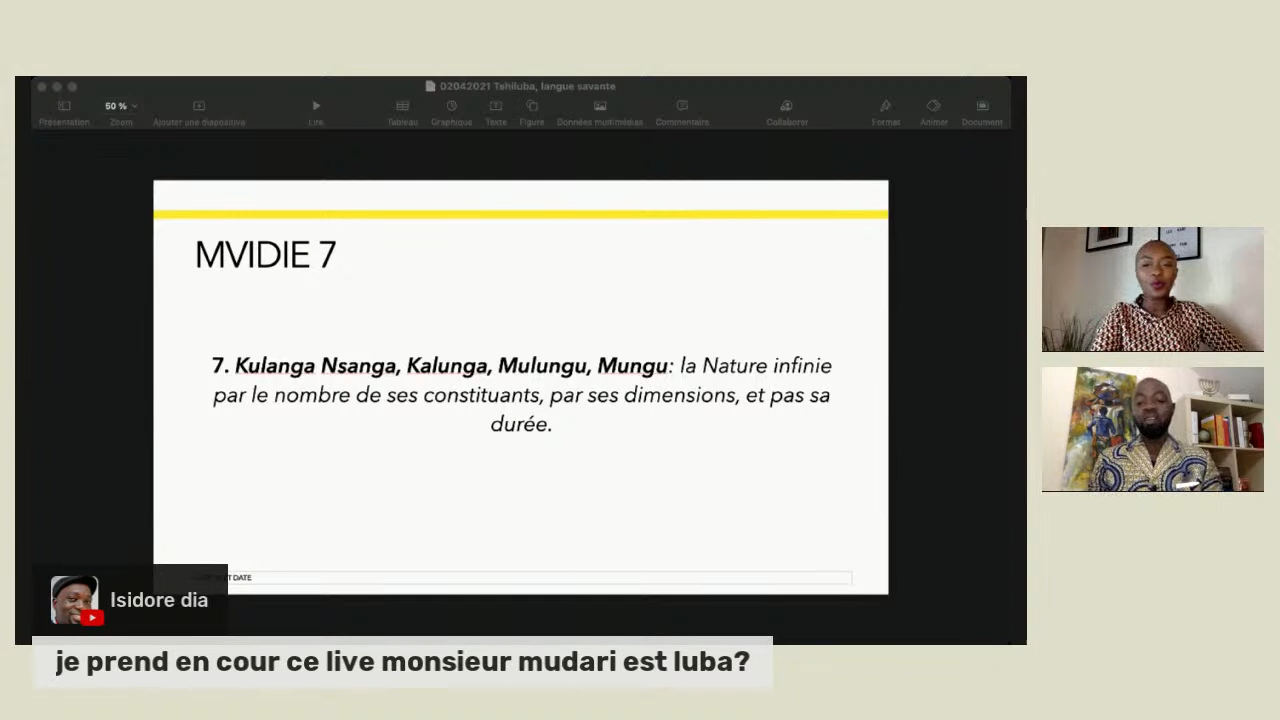 02042021 Tshiluba, langue savante
50 %
Présentation Zoom Ajouter une diapositive Lire Tableau Graphique Texte Figure Données multimédias Commentaire Collaborer Format Animer Document
MVIDIE 7
7. Kulanga Nsanga, Kalunga, Mulungu, Mungu: la Nature infinie
par le nombre de ses constituants, par ses dimensions, et pas sa
durée.
DATE
Isidore dia
je prend en cour ce live monsieur mudari est luba?